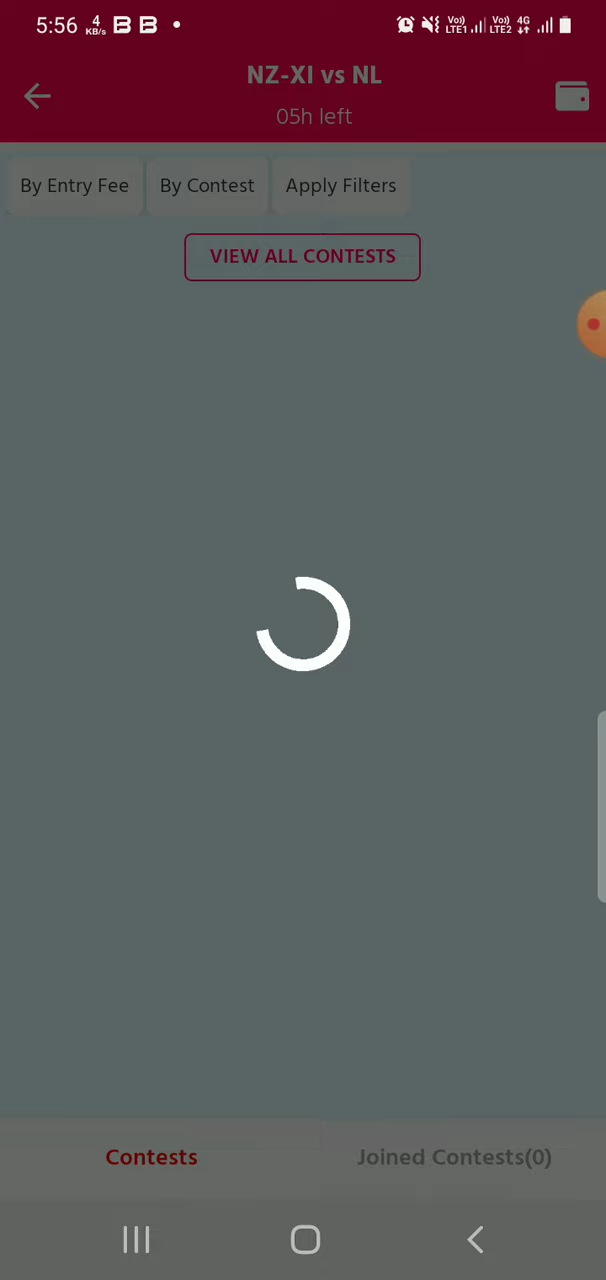 5:56 4 KB/s B B Vo)) LTE1 Vo)) LTE2 4G
NZ-XI vs NL
05h left
By Entry Fee By Contest Apply Filters
VIEW ALL CONTESTS
Contests Joined Contests(0)